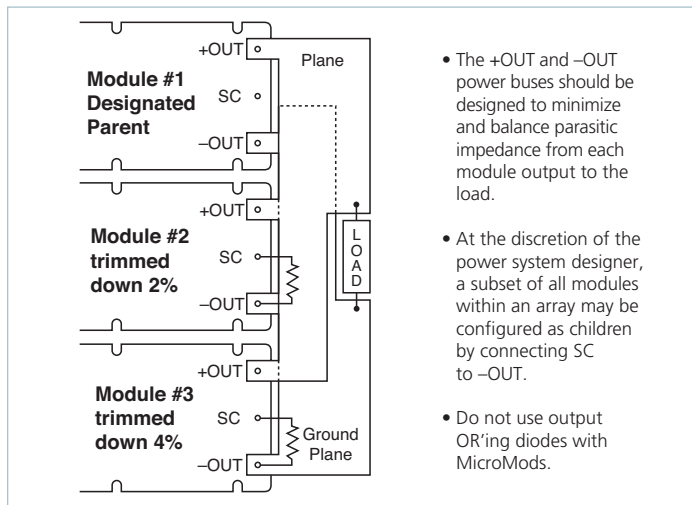 +OUT
Plane
Module #1
Designated
Parent
SC
–OUT
+OUT
Module #2
trimmed
down 2%
SC
–OUT
LOAD
+OUT
Module #3
trimmed
down 4%
SC
Ground
Plane
–OUT
• The +OUT and –OUT
power buses should be
designed to minimize
and balance parasitic
impedance from each
module output to the
load.
• At the discretion of the
power system designer,
a subset of all modules
within an array may be
configured as children
by connecting SC
to –OUT.
• Do not use output
OR'ing diodes with
MicroMods.